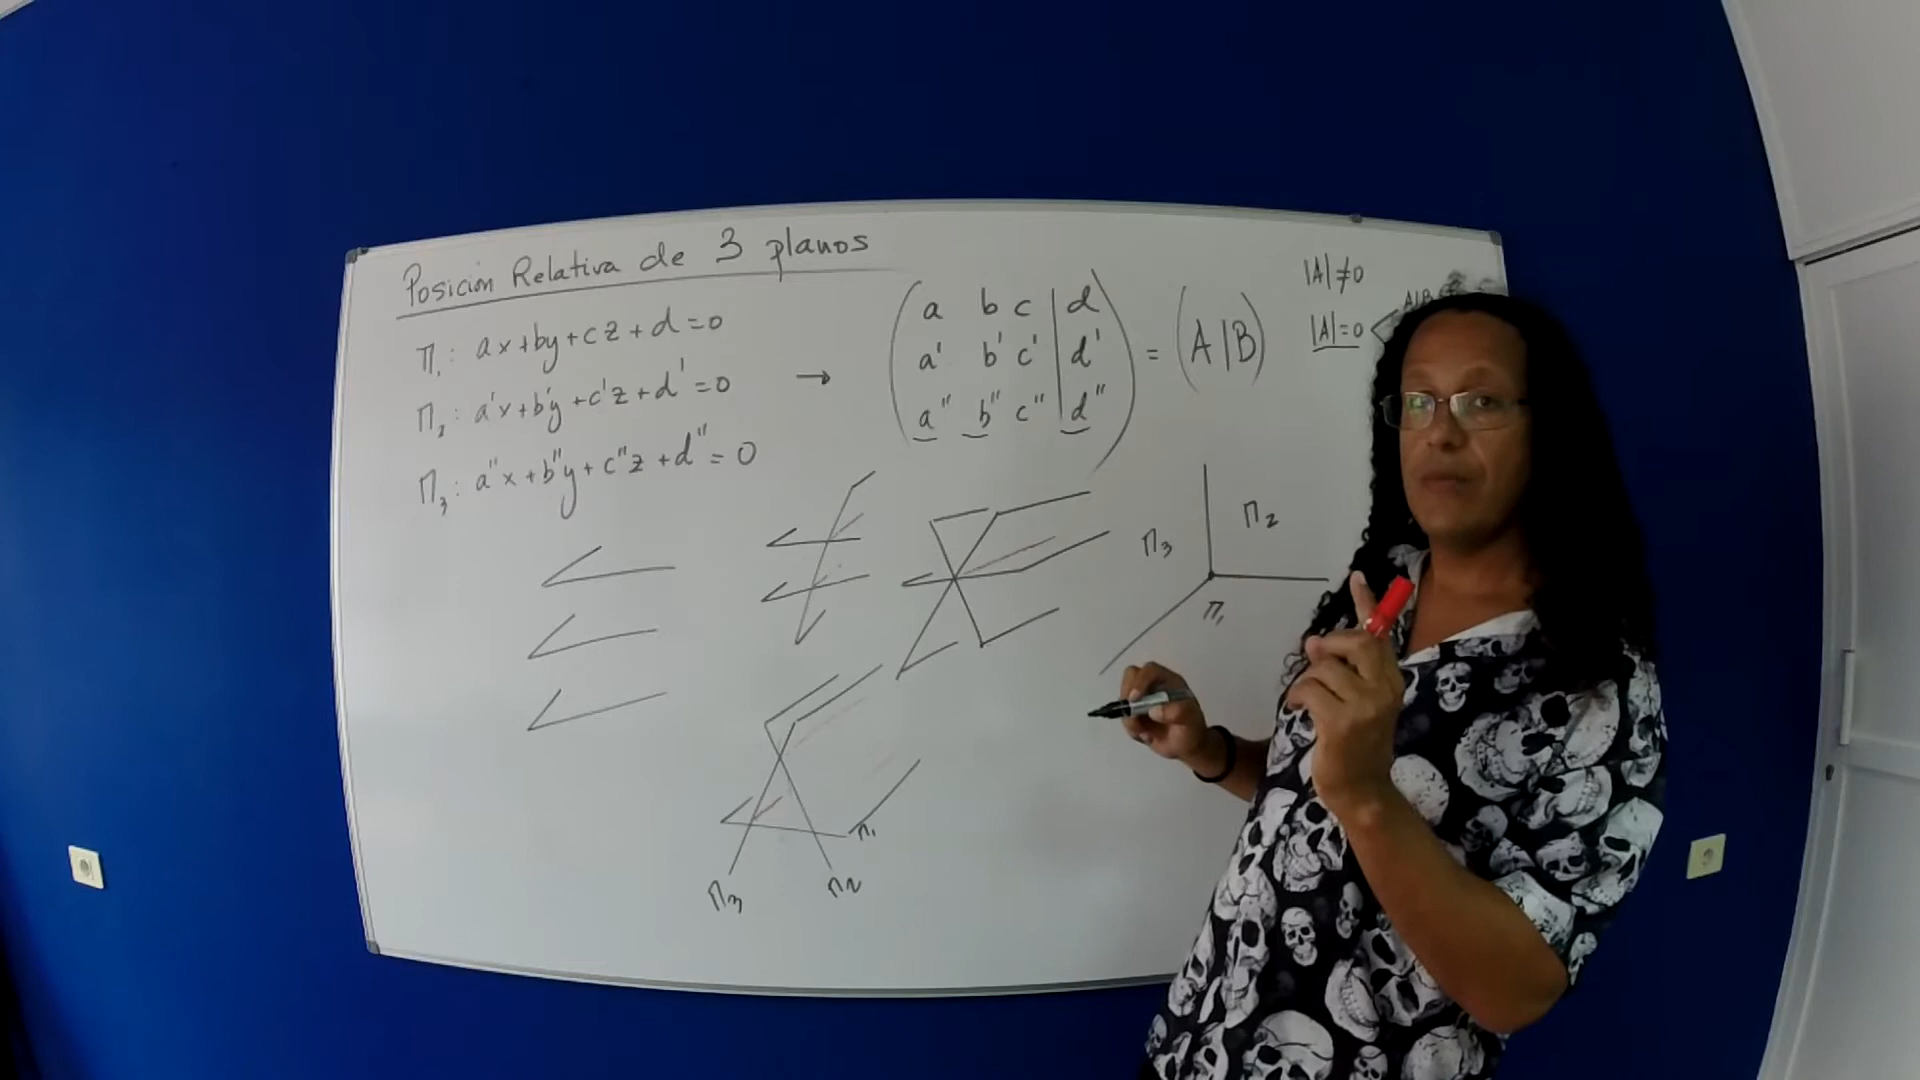 Posición Relativa de 3 planos
π₁: ax+by+cz+d=0
π₂: a'x+b'y+c'z+d'=0
π₃: a''x+b''y+c''z+d''=0
→
a b c | d
a' b' c' | d'
a'' b'' c'' | d''
= (A|B)
|A|≠0
|A|=0
A|B
π₃
π₂
π₁
π₁
π₃
π₂